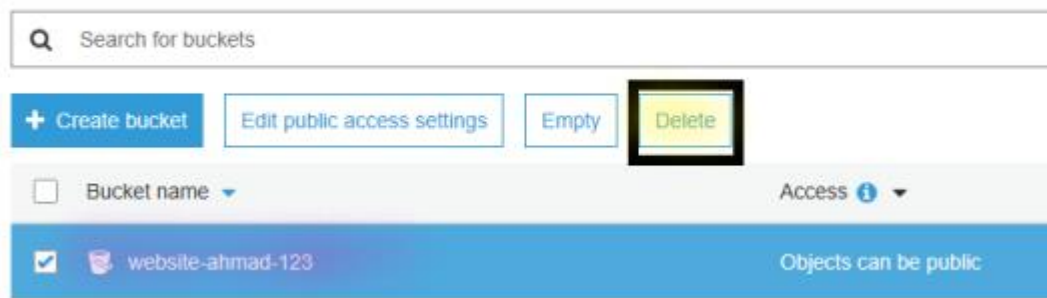 Search for buckets
+ Create bucket Edit public access settings Empty Delete
Bucket name Access
website-ahmad-123 Objects can be public